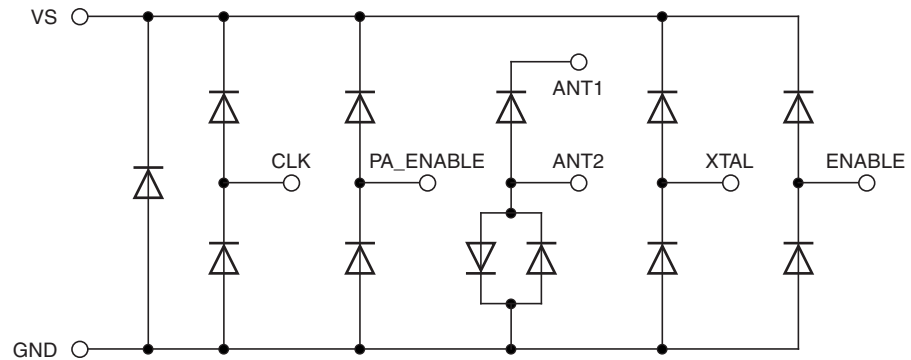 VS
ANT1
CLK
PA_ENABLE
ANT2
XTAL
ENABLE
GND